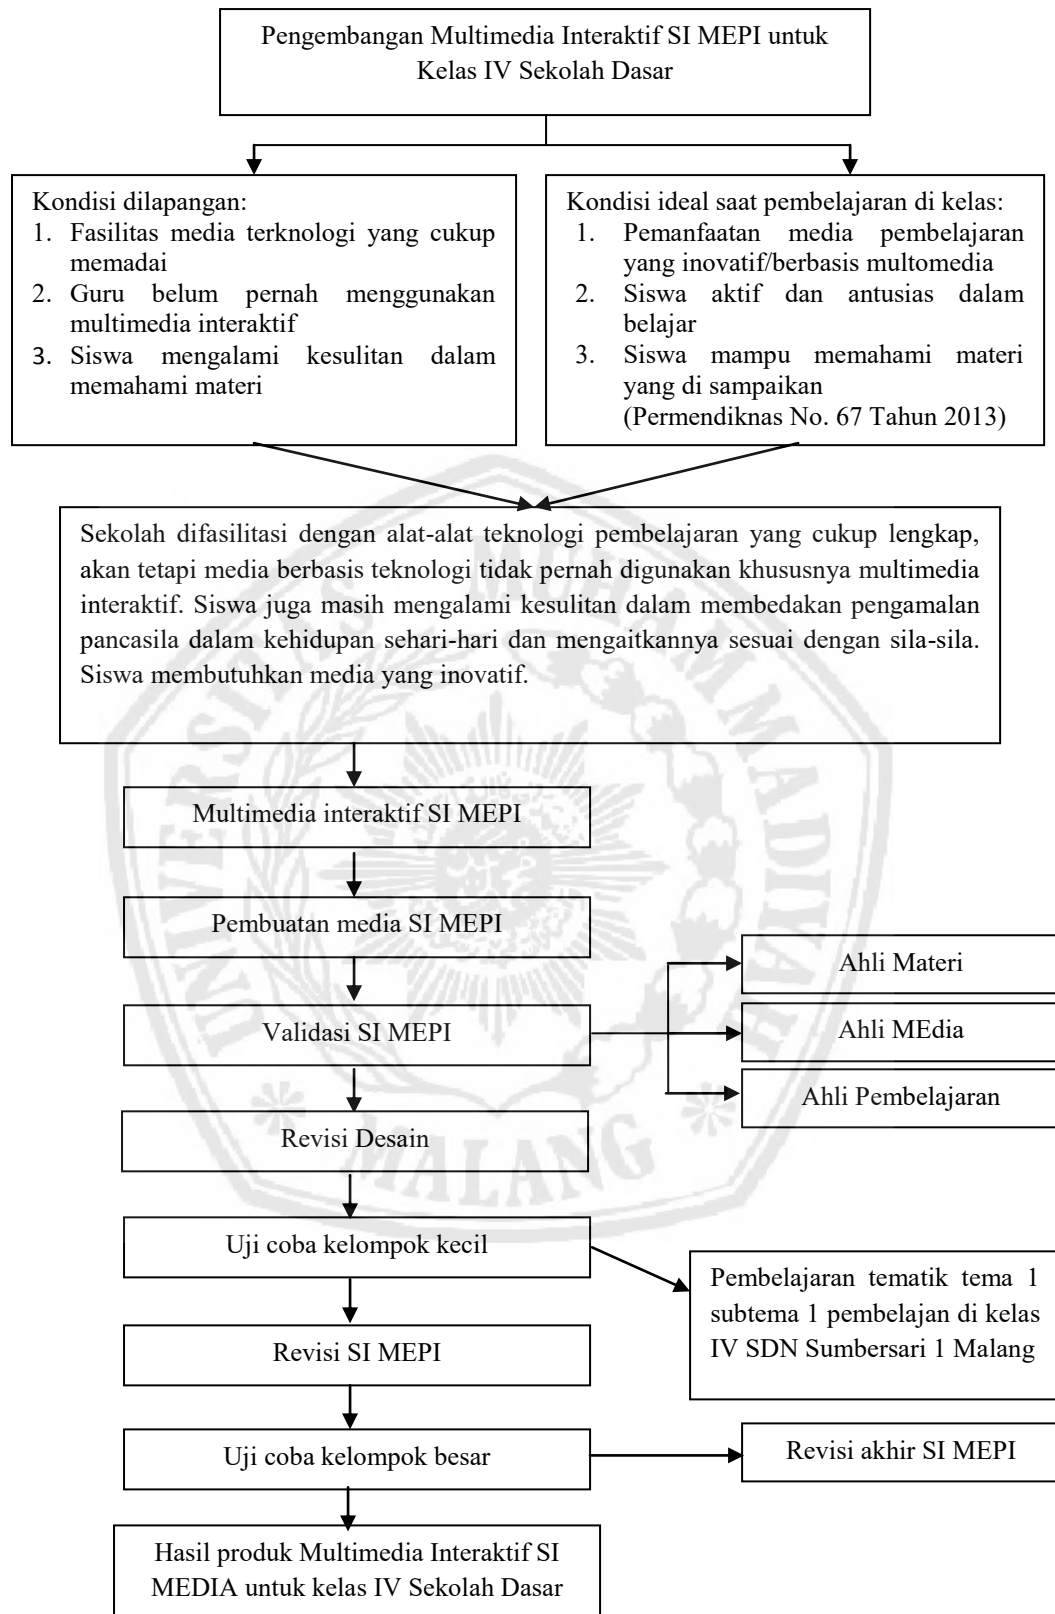 Pengembangan Multimedia Interaktif SI MEPI untuk
Kelas IV Sekolah Dasar
Kondisi dilapangan:
1. Fasilitas media terknologi yang cukup
memadai
2. Guru belum pernah menggunakan
multimedia interaktif
3. Siswa mengalami kesulitan dalam
memahami materi
Kondisi ideal saat pembelajaran di kelas:
1. Pemanfaatan media pembelajaran
yang inovatif/berbasis multomedia
2. Siswa aktif dan antusias dalam
belajar
3. Siswa mampu memahami materi
yang di sampaikan
(Permendiknas No. 67 Tahun 2013)
Sekolah difasilitasi dengan alat-alat teknologi pembelajaran yang cukup lengkap,
akan tetapi media berbasis teknologi tidak pernah digunakan khususnya multimedia
interaktif. Siswa juga masih mengalami kesulitan dalam membedakan pengamalan
pancasila dalam kehidupan sehari-hari dan mengaitkannya sesuai dengan sila-sila.
Siswa membutuhkan media yang inovatif.
Multimedia interaktif SI MEPI
Pembuatan media SI MEPI
Validasi SI MEPI
Ahli Materi
Ahli MEdia
Ahli Pembelajaran
Revisi Desain
Uji coba kelompok kecil
Pembelajaran tematik tema 1
subtema 1 pembelajan di kelas
IV SDN Sumbersari 1 Malang
Revisi SI MEPI
Uji coba kelompok besar
Revisi akhir SI MEPI
Hasil produk Multimedia Interaktif SI
MEDIA untuk kelas IV Sekolah Dasar
UNIVERSITAS MUHAMMADIYAH
MALANG